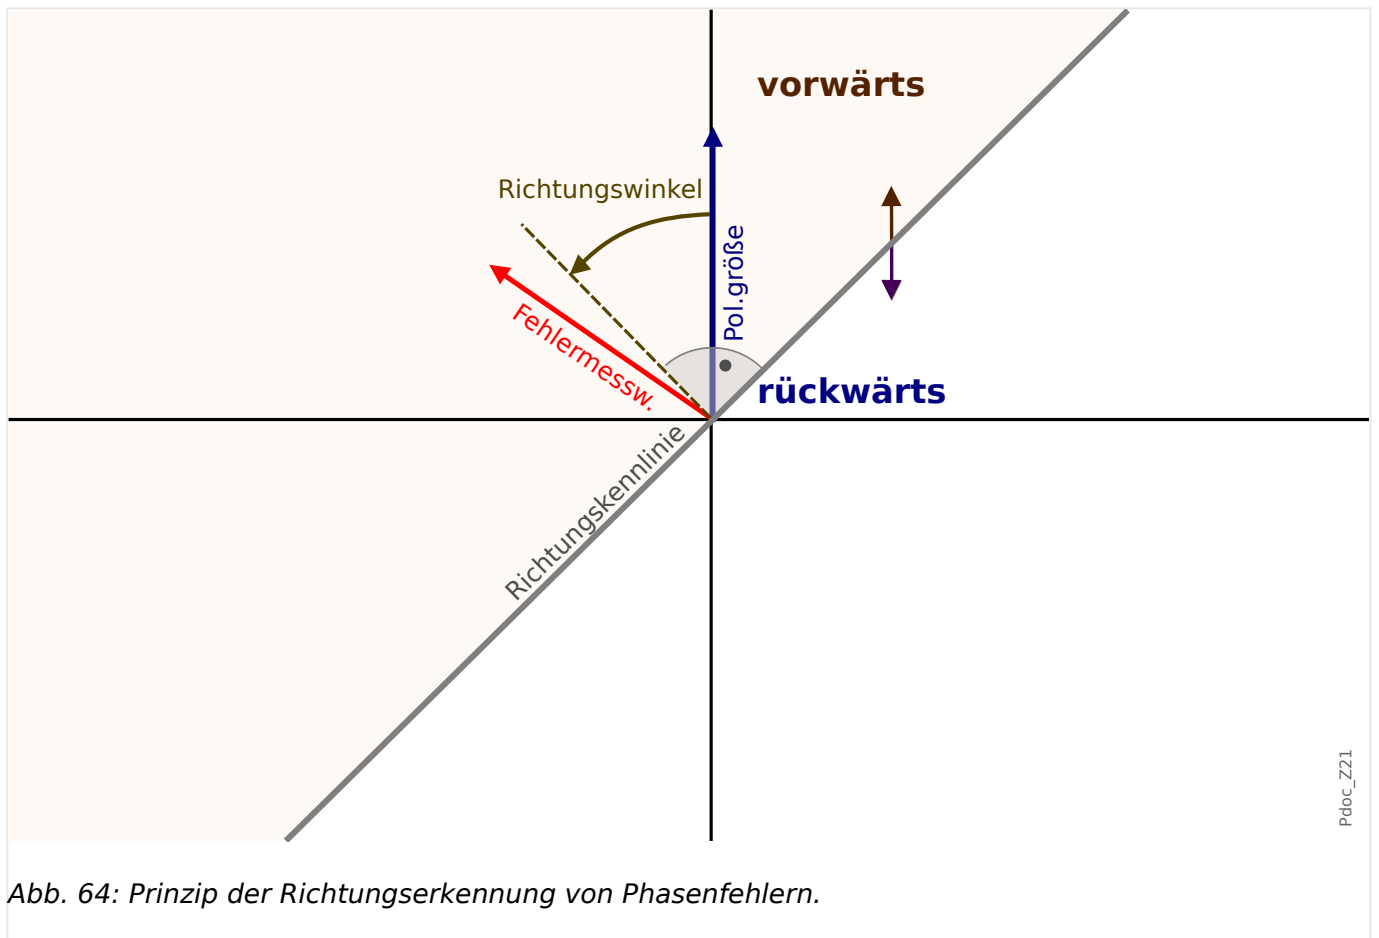 vorwärts
Richtungswinkel
Pol.größe
Fehlermessw.
rückwärts
Richtungskennlinie
Pdoc_Z21
Abb. 64: Prinzip der Richtungserkennung von Phasenfehlern.